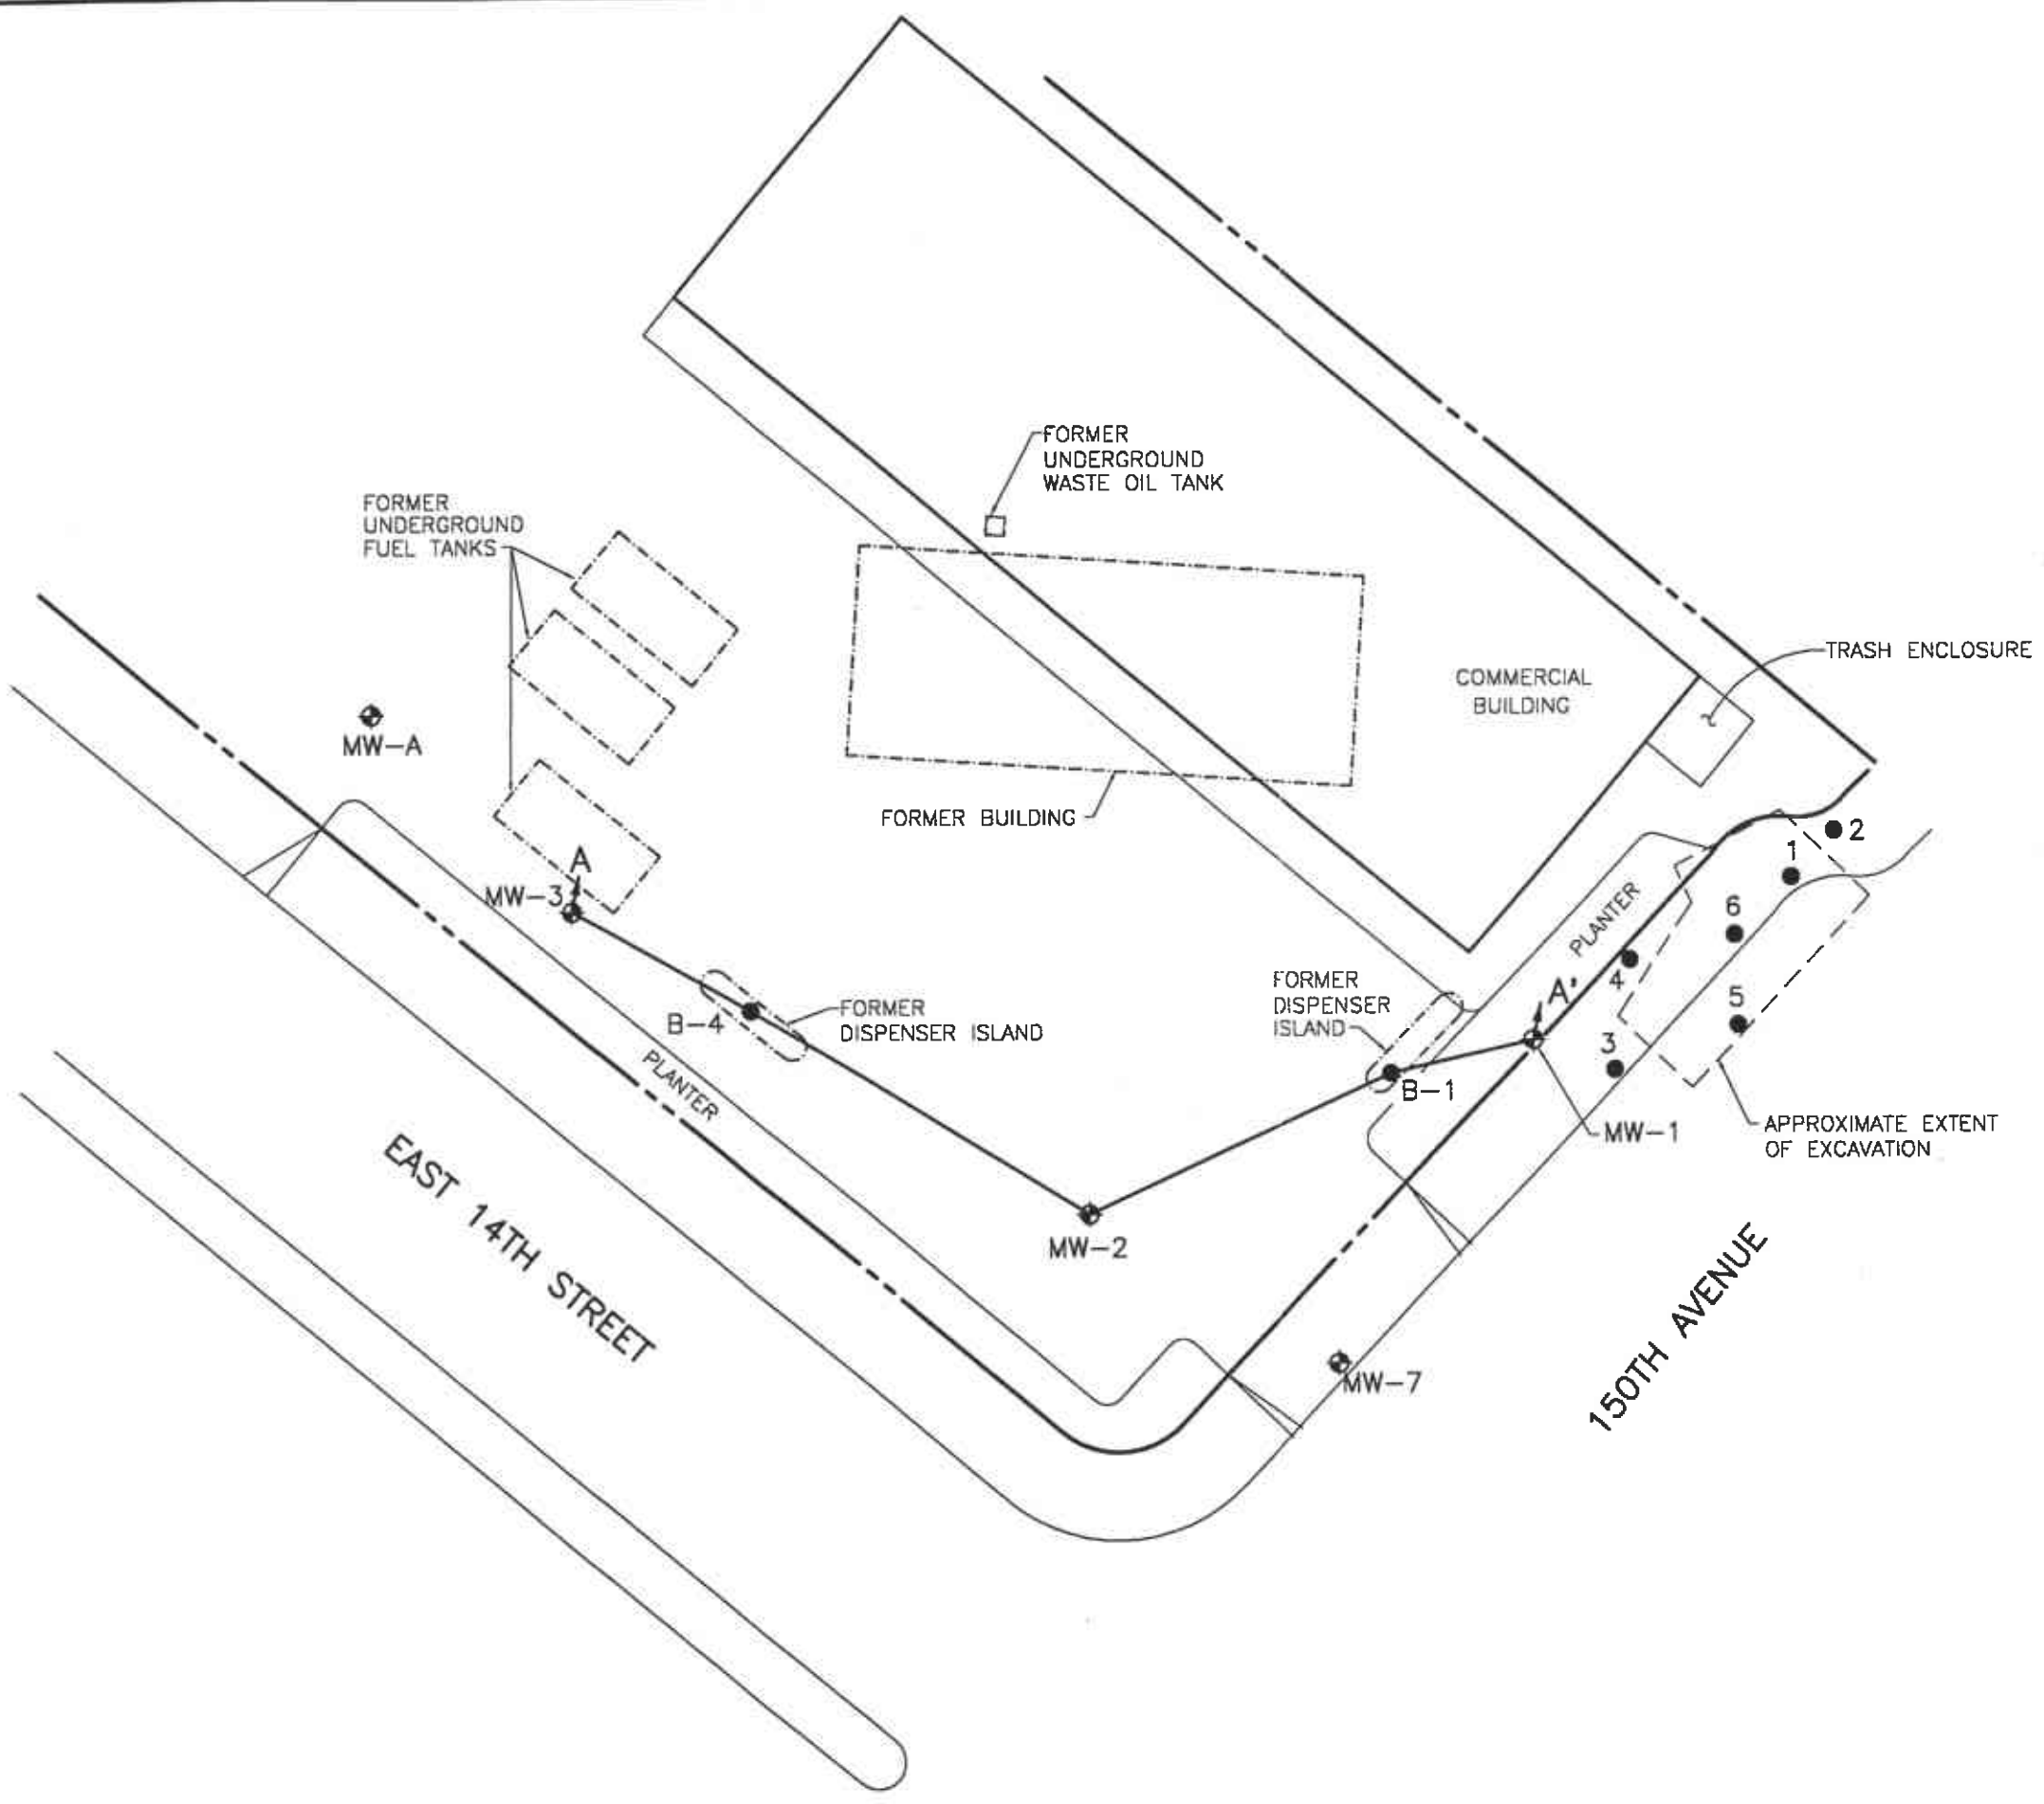 FORMER
UNDERGROUND
WASTE OIL TANK
FORMER
UNDERGROUND
FUEL TANKS
TRASH ENCLOSURE
COMMERCIAL
BUILDING
MW-A
FORMER BUILDING
2
1
A
MW-3
PLANTER
6
4
A'
FORMER
DISPENSER
ISLAND
FORMER
DISPENSER ISLAND
B-4
5
3
PLANTER
B-1
MW-1
APPROXIMATE EXTENT
OF EXCAVATION
EAST 14TH STREET
MW-2
150TH AVENUE
MW-7